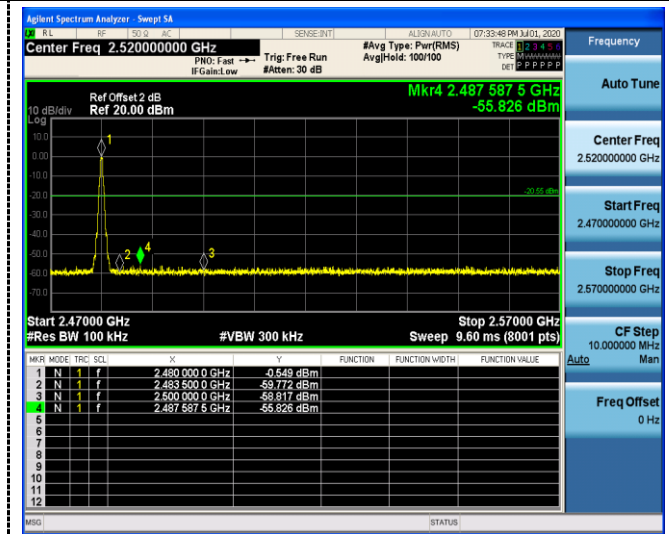 Agilent Spectrum Analyzer - Swept SA
LXI RL RF 50 Ω AC SENSE:INT ALIGNAUTO 07:33:48 PM Jul 01, 2020
Center Freq 2.520000000 GHz
#Avg Type: Pwr(RMS)
TRACE 1 2 3 4 5 6
PNO: Fast Trig: Free Run
Avg|Hold: 100/100
TYPE M
IFGain:Low #Atten: 30 dB
DET P P P P P P
Mkr4 2.487 587 5 GHz
-55.826 dBm
Ref Offset 2 dB
10 dB/div Ref 20.00 dBm
Log
10.0
0.00
-10.0
-20.0
-30.0
-40.0
-50.0
-60.0
-70.0
1
2
4
3
-20.55 dBm
Start 2.47000 GHz Stop 2.57000 GHz
#Res BW 100 kHz #VBW 300 kHz Sweep 9.60 ms (8001 pts)
MKR MODE TRC SCL X Y FUNCTION FUNCTION WIDTH FUNCTION VALUE
1 N 1 f 2.480 000 0 GHz -0.549 dBm
2 N 1 f 2.483 500 0 GHz -59.772 dBm
3 N 1 f 2.500 000 0 GHz -58.817 dBm
4 N 1 f 2.487 587 5 GHz -55.826 dBm
5
6
7
8
9
10
11
12
MSG STATUS
Frequency
Auto Tune
Center Freq
2.520000000 GHz
Start Freq
2.470000000 GHz
Stop Freq
2.570000000 GHz
CF Step
10.000000 MHz
Auto Man
Freq Offset
0 Hz